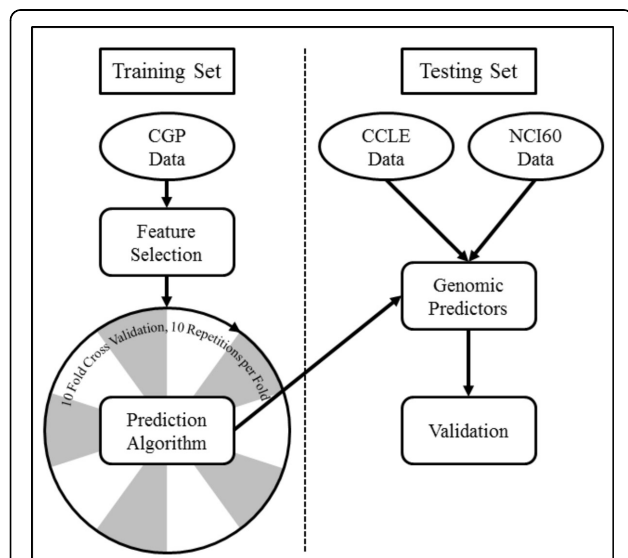 Training Set
Testing Set
CGP
Data
CCLE
Data
NCI60
Data
Feature
Selection
Genomic
Predictors
10 Fold Cross Validation, 10 Repetitions per Fold
Prediction
Algorithm
Validation